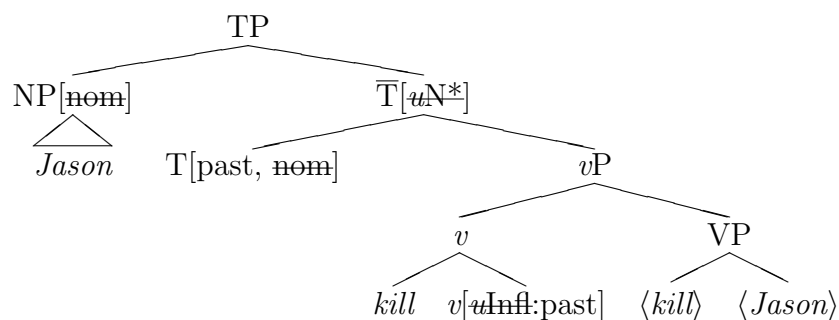 TP
NP[nom] T̅[uN*]
Jason T[past, nom] vP
v VP
kill v[uInfl:past] ⟨kill⟩ ⟨Jason⟩